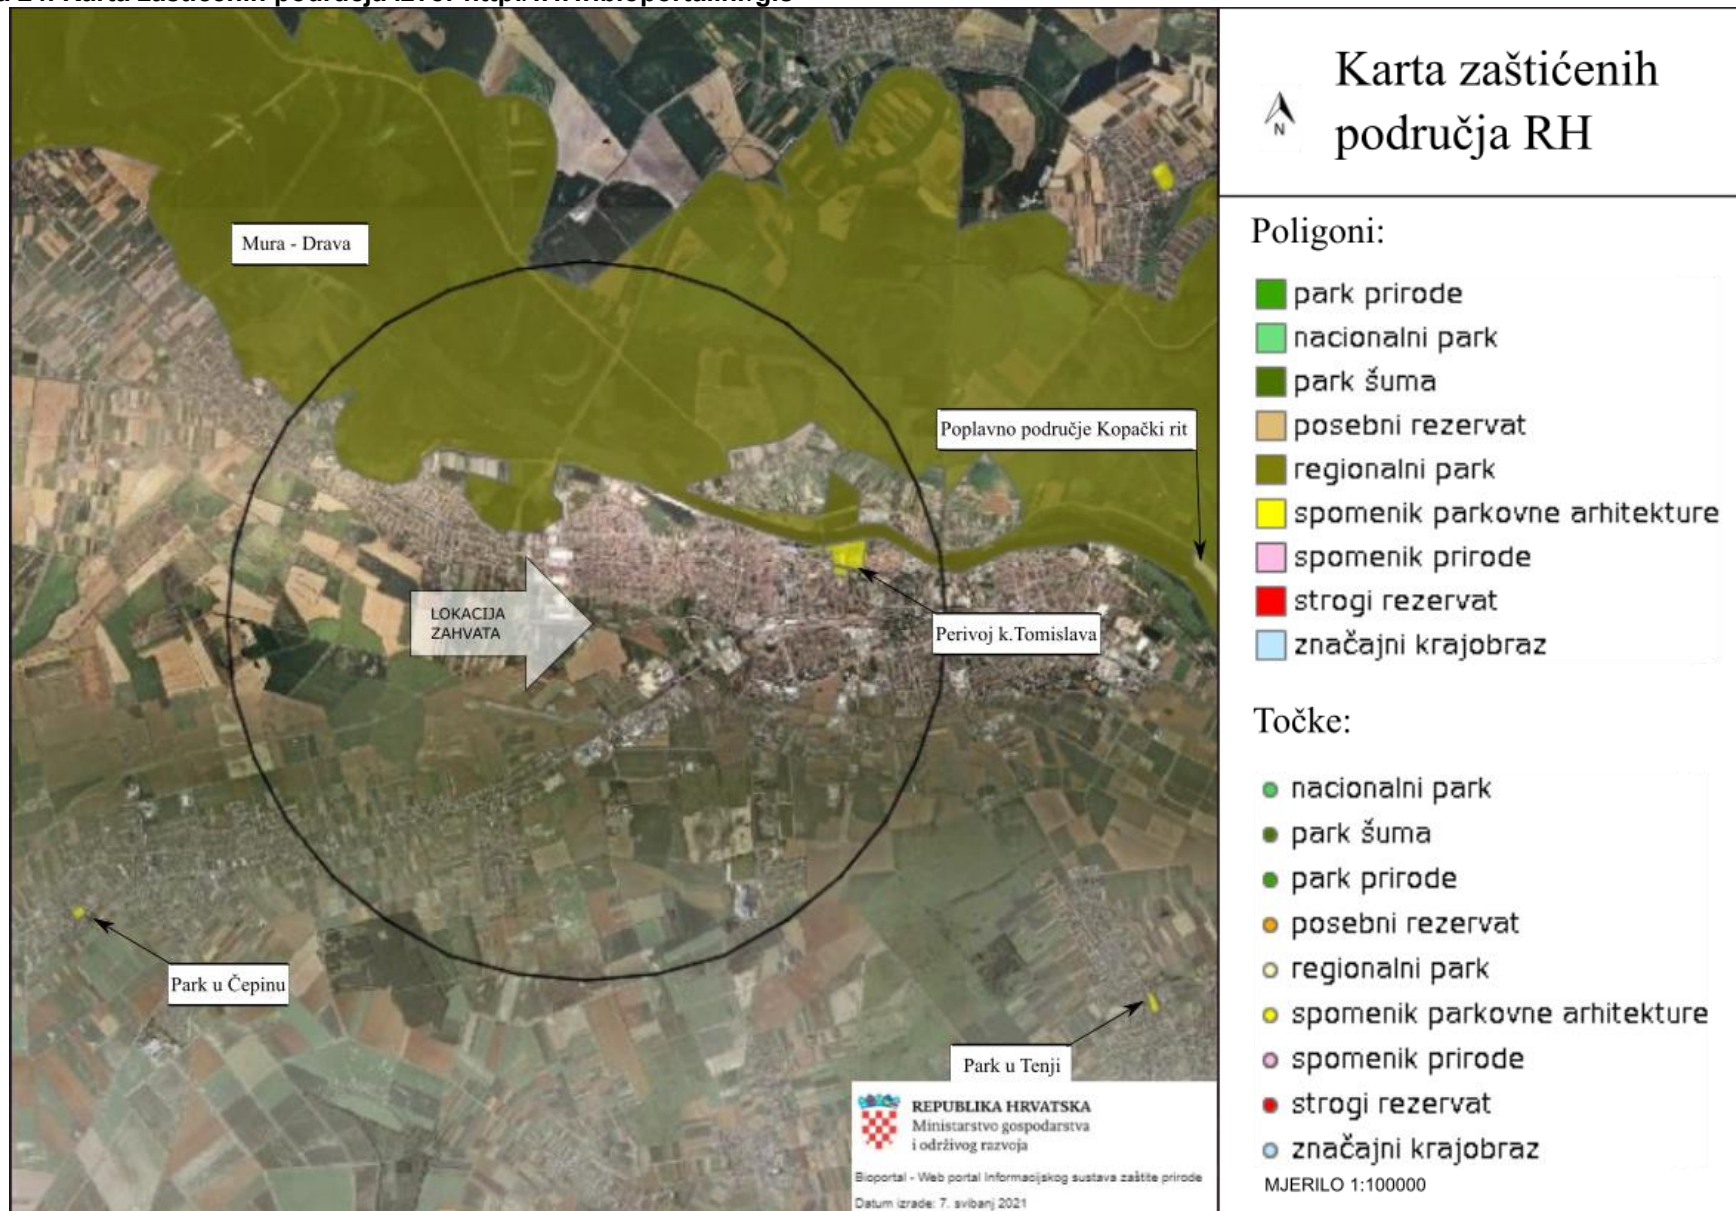 Karta zaštićenih
područja RH
Mura - Drava
Poplavno područje Kopački rit
LOKACIJA
ZAHVATA
Perivoj k.Tomislava
Park u Čepinu
Park u Tenji
REPUBLIKA HRVATSKA
Ministarstvo gospodarstva
i održivog razvoja
Bioportal - Web portal Informacijskog sustava zaštite prirode
Datum izrade: 7. svibanj 2021
N
Poligoni:
park prirode
nacionalni park
park šuma
posebni rezervat
regionalni park
spomenik parkovne arhitekture
spomenik prirode
strogi rezervat
značajni krajobraz
Točke:
nacionalni park
park šuma
park prirode
posebni rezervat
regionalni park
spomenik parkovne arhitekture
spomenik prirode
strogi rezervat
značajni krajobraz
MJERILO 1:100000